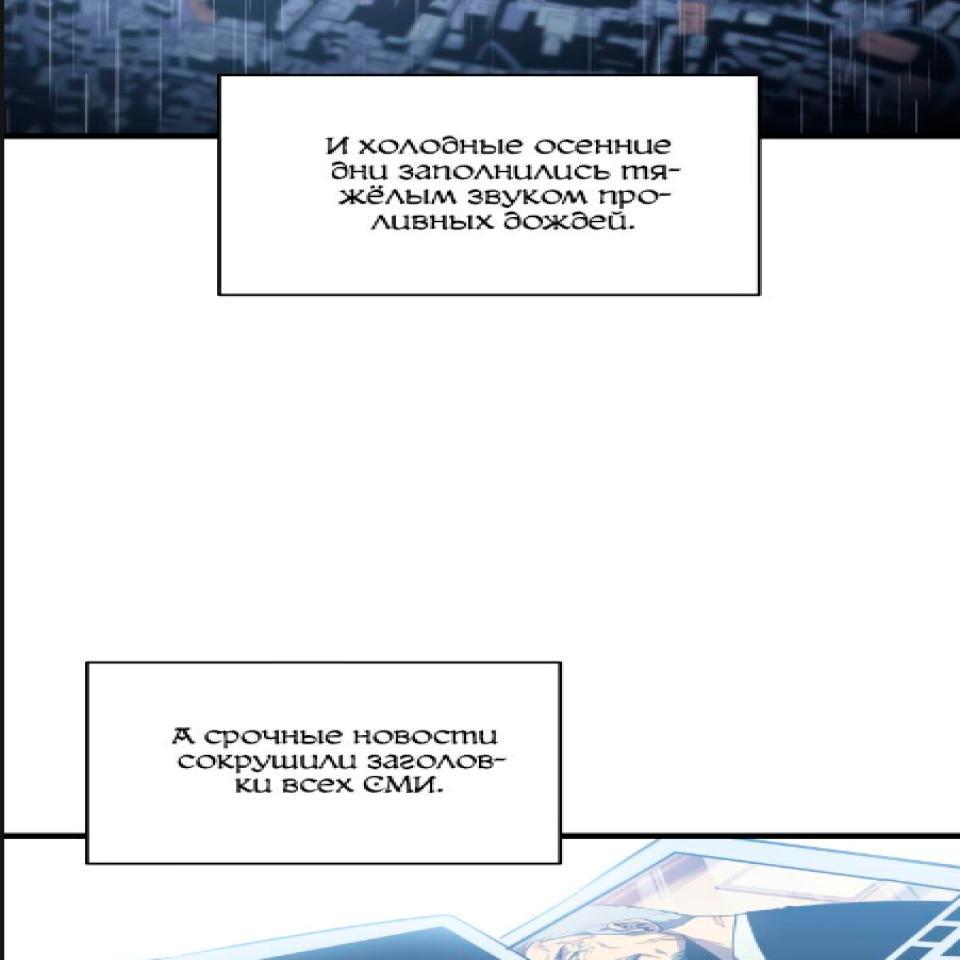 И холодные осенние
дни заполнились тя-
жёлым звуком про-
ливных дождей.
А срочные новости
сокрушили заголов-
ки всех СМИ.